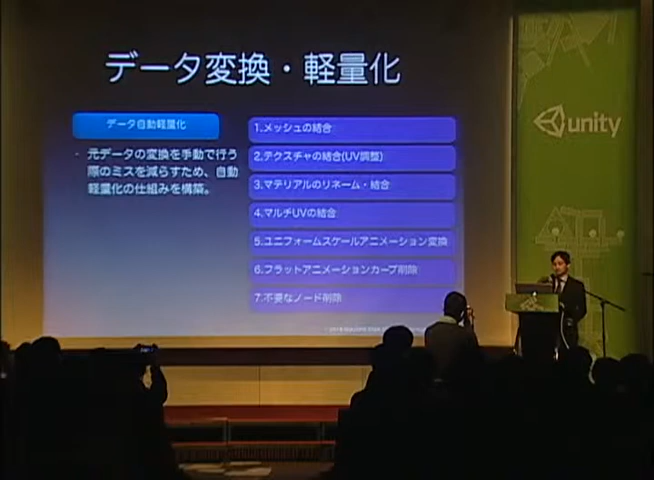 データ変換・軽量化
データ自動軽量化
- 元データの変換を手動で行う
際のミスを減らすため、自動
軽量化の仕組みを構築。
1.メッシュの結合
2.テクスチャの結合(UV調整)
3.マテリアルのリネーム・結合
4.マルチUVの結合
5.ユニフォームスケールアニメーション変換
6.フラットアニメーションカーブ削除
7.不要なノード削除
unity